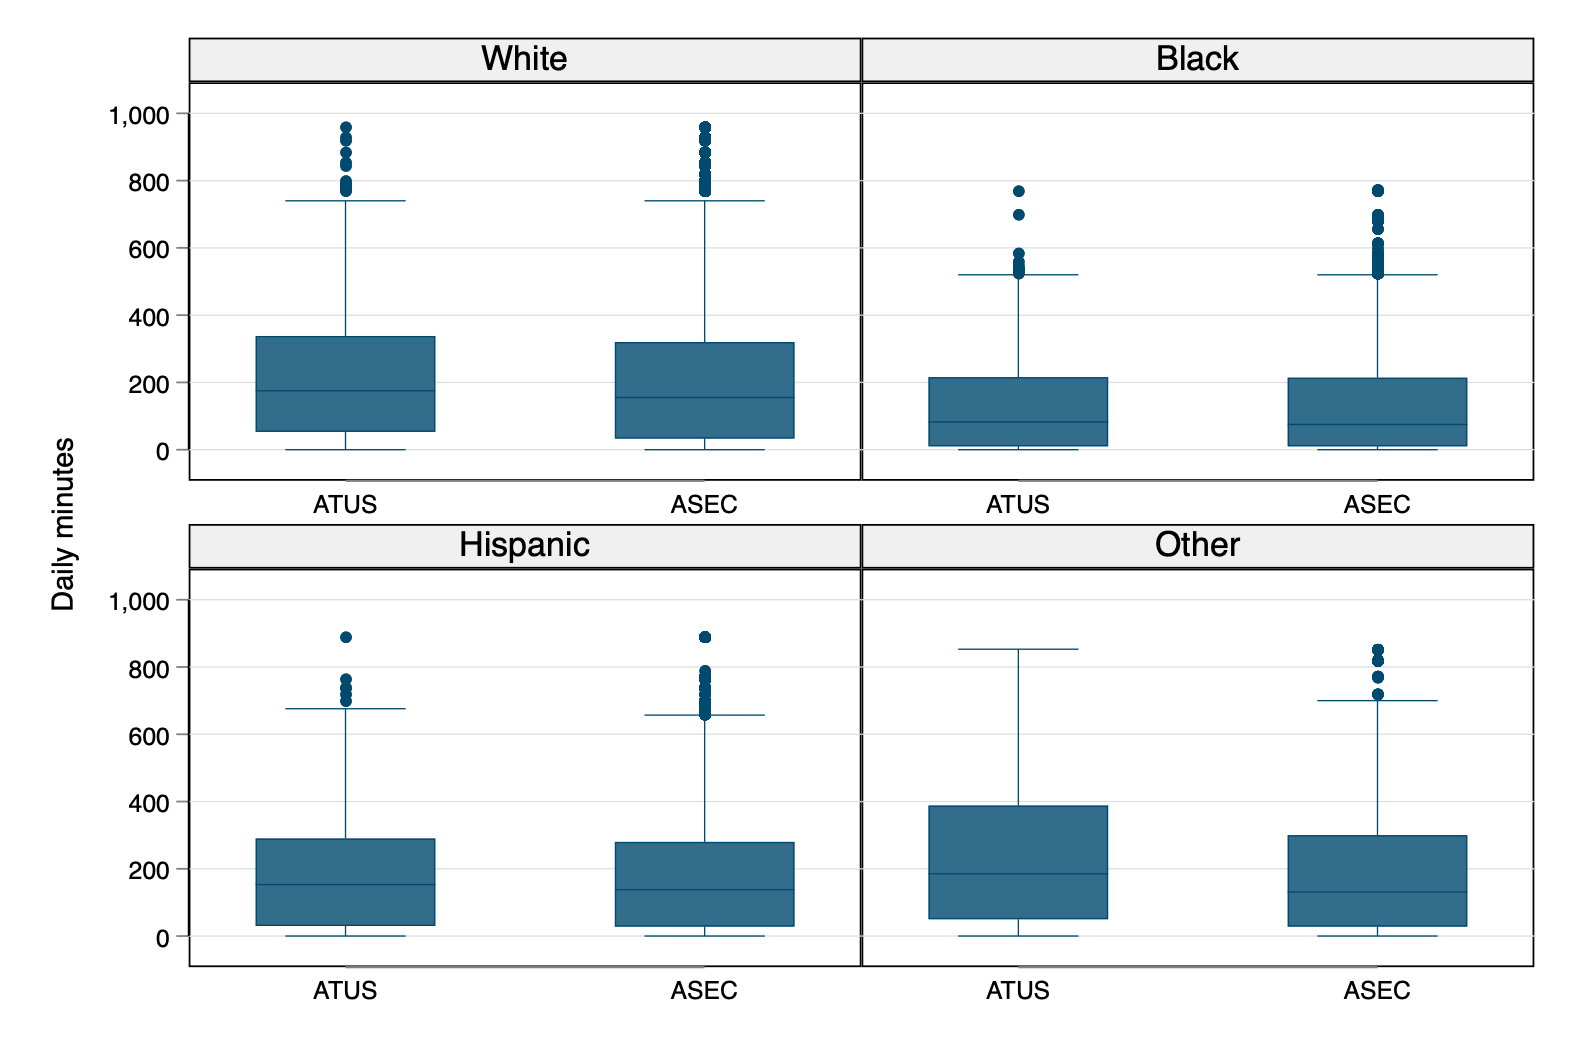 White
Black
1,000
800
600
400
200
0
ATUS
ASEC
ATUS
ASEC
Daily minutes
Hispanic
Other
1,000
800
600
400
200
0
ATUS
ASEC
ATUS
ASEC